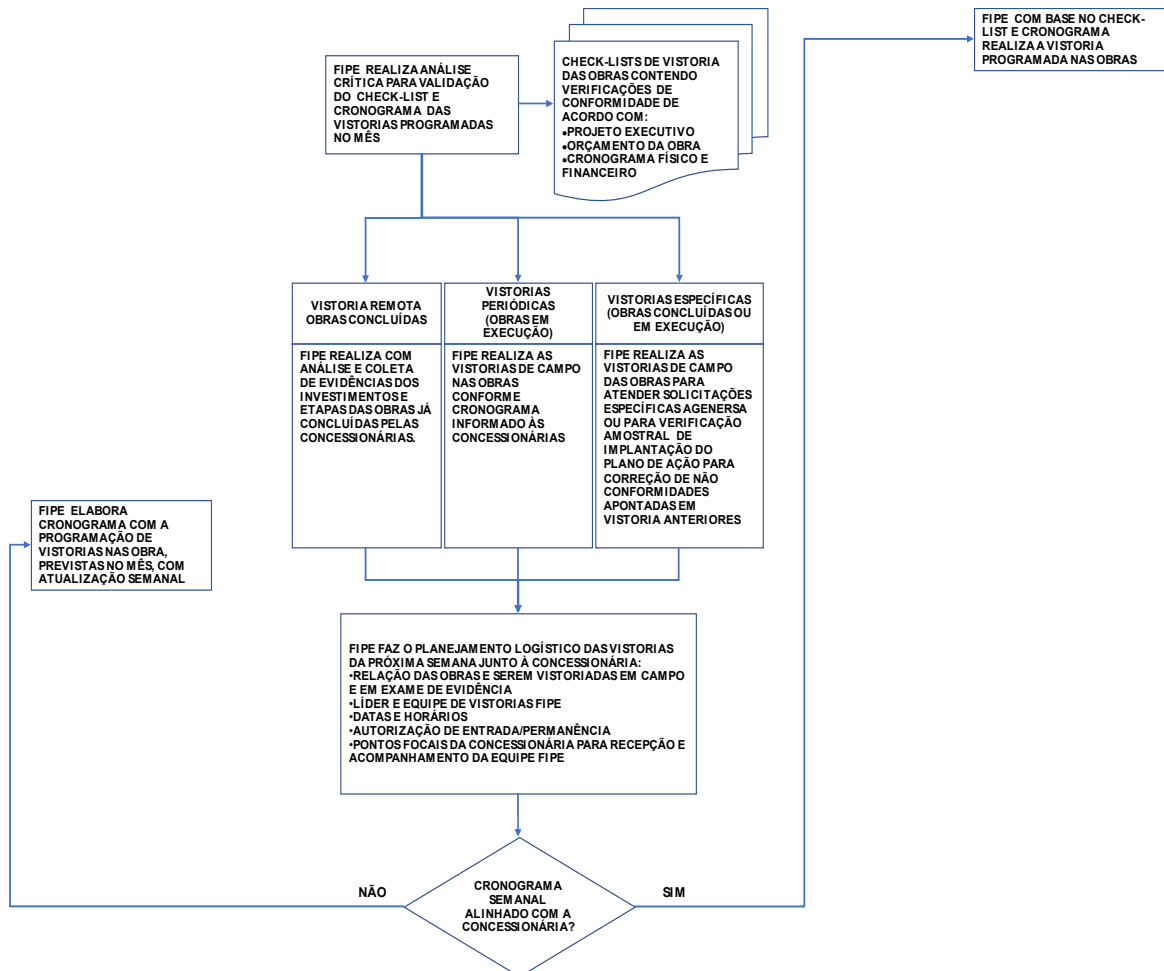 FIPE REALIZA ANÁLISE
CRÍTICA PARA VALIDAÇÃO
DO CHECK-LIST E
CRONOGRAMA DAS
VISTORIAS PROGRAMADAS
NO MÊS
CHECK-LISTS DE VISTORIA
DAS OBRAS CONTENDO
VERIFICAÇÕES DE
CONFORMIDADE DE
ACORDO COM:
•PROJETO EXECUTIVO
•ORÇAMENTO DA OBRA
•CRONOGRAMA FÍSICO E
FINANCEIRO
FIPE COM BASE NO CHECK-
LIST E CRONOGRAMA
REALIZA A VISTORIA
PROGRAMADA NAS OBRAS
VISTORIA REMOTA
OBRAS CONCLUÍDAS
FIPE REALIZA COM
ANÁLISE E COLETA
DE EVIDÊNCIAS DOS
INVESTIMENTOS E
ETAPAS DAS OBRAS JÁ
CONCLUÍDAS PELAS
CONCESSIONÁRIAS.
VISTORIAS
PERIÓDICAS
(OBRAS EM
EXECUÇÃO)
FIPE REALIZA AS
VISTORIAS DE CAMPO
NAS OBRAS
CONFORME
CRONOGRAMA
INFORMADO ÀS
CONCESSIONÁRIAS
VISTORIAS ESPECÍFICAS
(OBRAS CONCLUÍDAS OU
EM EXECUÇÃO)
FIPE REALIZA AS
VISTORIAS DE CAMPO
DAS OBRAS PARA
ATENDER SOLICITAÇÕES
ESPECÍFICAS AGENERSA
OU PARA VERIFICAÇÃO
AMOSTRAL DE
IMPLANTAÇÃO DO
PLANO DE AÇÃO PARA
CORREÇÃO DE NÃO
CONFORMIDADES
APONTADAS EM
VISTORIA ANTERIORES
FIPE ELABORA
CRONOGRAMA COM A
PROGRAMAÇÃO DE
VISTORIAS NAS OBRA,
PREVISTAS NO MÊS, COM
ATUALIZAÇÃO SEMANAL
FIPE FAZ O PLANEJAMENTO LOGÍSTICO DAS VISTORIAS
DA PRÓXIMA SEMANA JUNTO À CONCESSIONÁRIA:
•RELAÇÃO DAS OBRAS E SEREM VISTORIADAS EM CAMPO
E EM EXAME DE EVIDÊNCIA
•LÍDER E EQUIPE DE VISTORIAS FIPE
•DATAS E HORÁRIOS
•AUTORIZAÇÃO DE ENTRADA/PERMANÊNCIA
•PONTOS FOCAIS DA CONCESSIONÁRIA PARA RECEPÇÃO E
ACOMPANHAMENTO DA EQUIPE FIPE
NÃO
CRONOGRAMA
SEMANAL
ALINHADO COM A
CONCESSIONÁRIA?
SIM